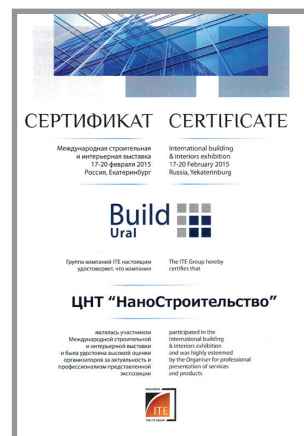 СЕРТИФИКАТ CERTIFICATE
Международная строительная
и интерьерная выставка
17-20 февраля 2015
Россия, Екатеринбург
International building
& interiors exhibition
17-20 February 2015
Russia, Yekaterinburg
Build
Ural
Группа компаний ITE настоящим
удостоверяет, что компания
The ITE Group hereby
certifies that
ЦНТ "НаноСтроительство"
являлась участником
Международной строительной
и интерьерной выставки
и была удостоена высокой оценки
организаторов за актуальность и
профессионализм представленной
экспозиции
participated in the
International building
& interiors exhibition
and was highly esteemed
by the Organiser for professional
presentation of services
and products
ITE